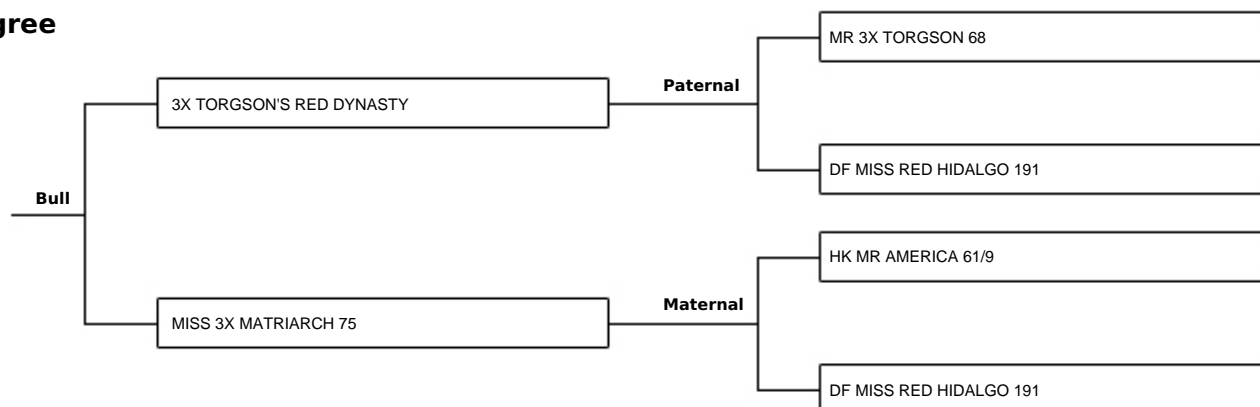 gree
MR 3X TORGSON 68
Paternal
3X TORGSON'S RED DYNASTY
DF MISS RED HIDALGO 191
Bull
HK MR AMERICA 61/9
Maternal
MISS 3X MATRIARCH 75
DF MISS RED HIDALGO 191